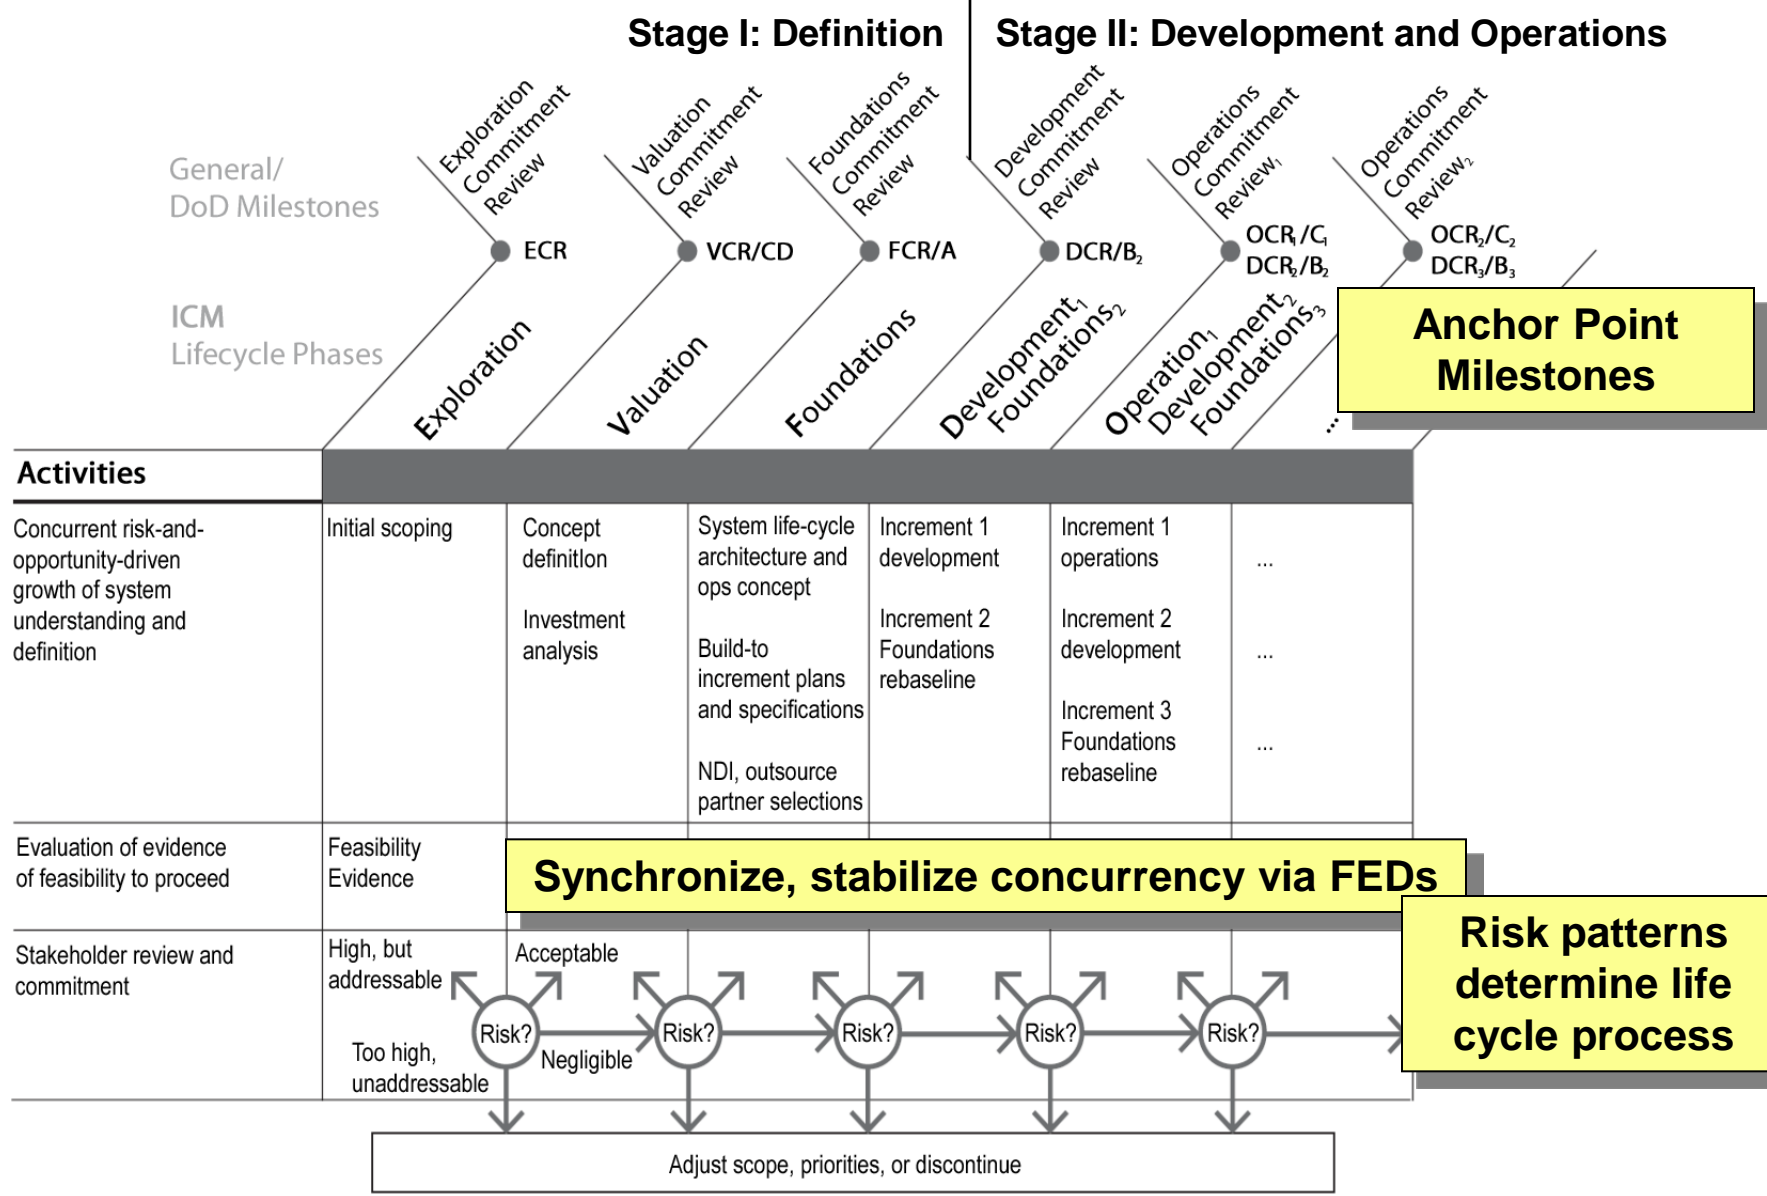 Stage I: Definition
Stage II: Development and Operations
General/
DoD Milestones
Exploration
Commitment
Review
Valuation
Commitment
Review
Foundations
Commitment
Review
Development
Commitment
Review
Operations
Commitment
Review₁
Operations
Commitment
Review₂
ECR
VCR/CD
FCR/A
DCR/B₂
OCR₁/C₁
DCR₂/B₂
OCR₂/C₂
DCR₃/B₃
ICM
Lifecycle Phases
Exploration
Valuation
Foundations
Development₁
Foundations₂
Operation₁
Development₂
Foundations₃
...
Anchor Point
Milestones
Activities
Concurrent risk-and-
opportunity-driven
growth of system
understanding and
definition
Initial scoping
Concept
definitlon
Investment
analysis
System life-cycle
architecture and
ops concept
Build-to
increment plans
and specifications
NDI, outsource
partner selections
Increment 1
development
Increment 2
Foundations
rebaseline
Increment 1
operations
Increment 2
development
Increment 3
Foundations
rebaseline
...
...
...
Evaluation of evidence
of feasibility to proceed
Feasibility
Evidence
Synchronize, stabilize concurrency via FEDs
Stakeholder review and
commitment
High, but
addressable
Acceptable
Risk?
Risk?
Risk?
Risk?
Risk?
Too high,
unaddressable
Negligible
Risk patterns
determine life
cycle process
Adjust scope, priorities, or discontinue